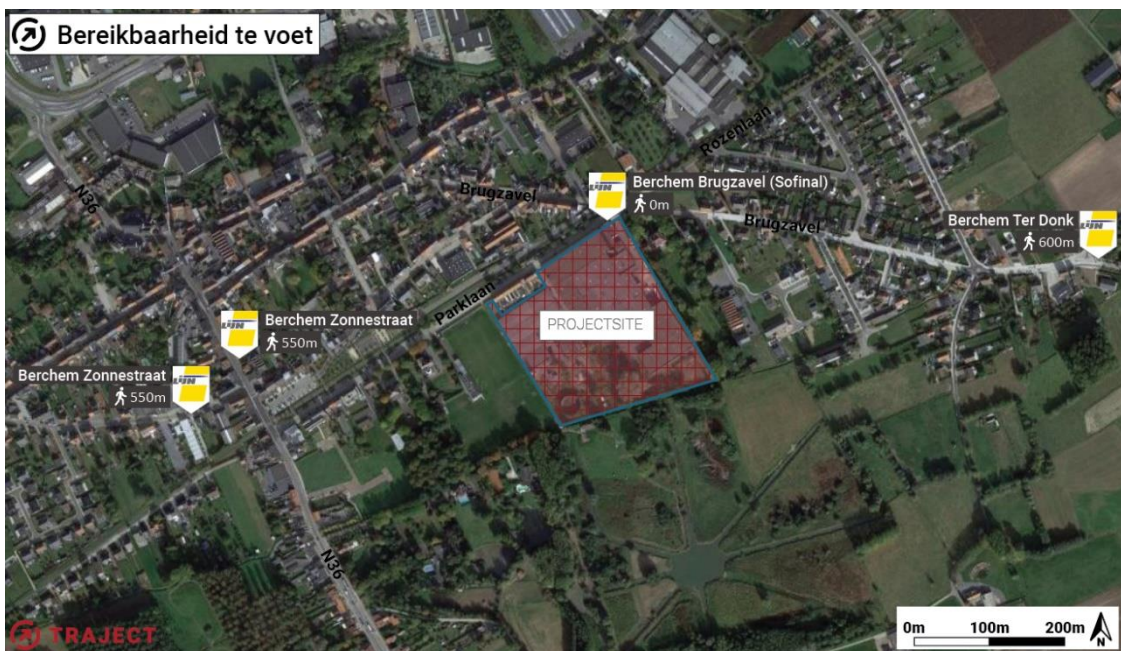 Bereikbaarheid te voet
Rozenlaan
Brugzavel
Berchem Brugzavel (Sofinal)
0m
N36
Brugzavel
Berchem Ter Donk
600m
Parklaan
Berchem Zonnestraat
550m
PROJECTSITE
Berchem Zonnestraat
550m
N36
TRAJECT
0m 100m 200m
N